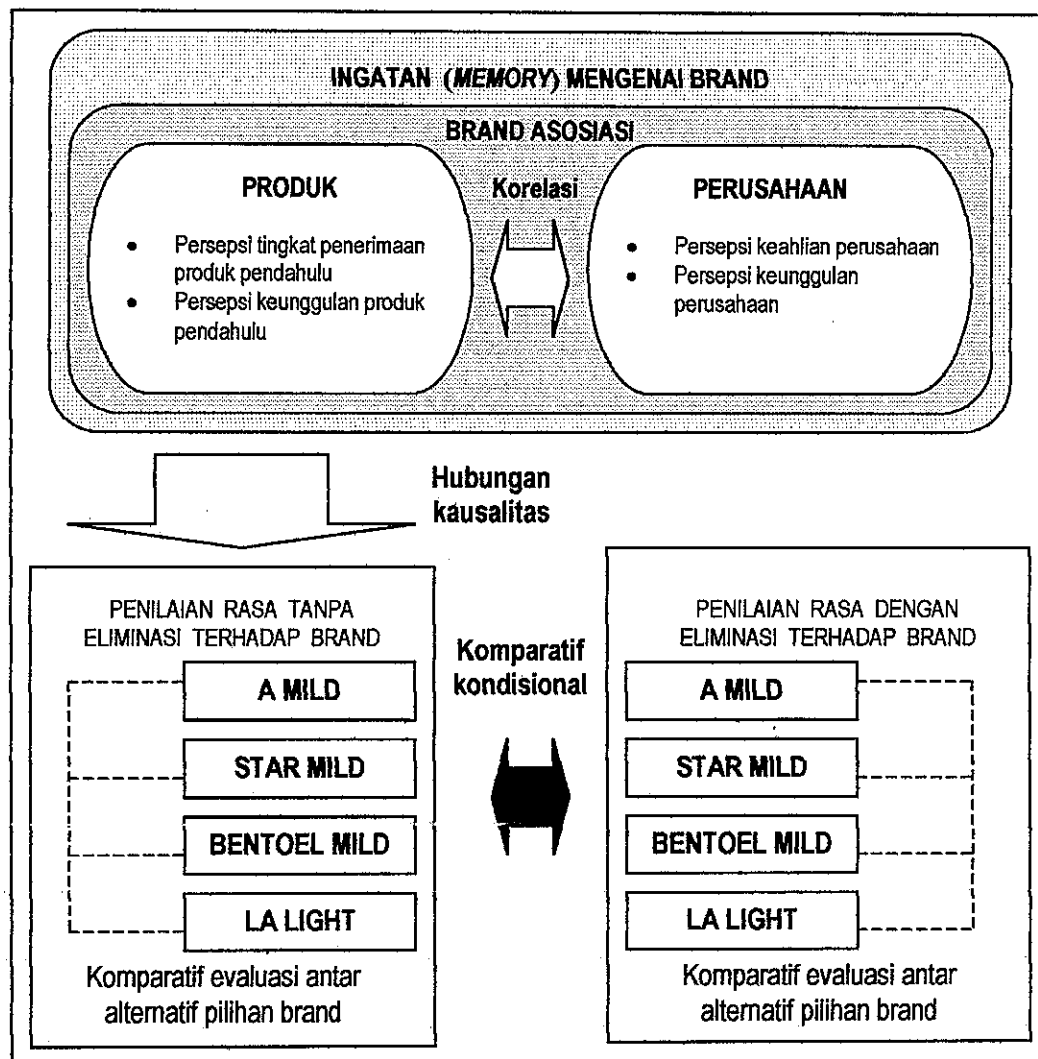 INGATAN (MEMORY) MENGENAI BRAND
BRAND ASOSIASI
PRODUK
• Persepsi tingkat penerimaan
produk pendahulu
• Persepsi keunggulan produk
pendahulu
Korelasi
PERUSAHAAN
• Persepsi keahlian perusahaan
• Persepsi keunggulan
perusahaan
Hubungan
kausalitas
PENILAIAN RASA TANPA
ELIMINASI TERHADAP BRAND
A MILD
STAR MILD
BENTOEL MILD
LA LIGHT
Komparatif evaluasi antar
alternatif pilihan brand
Komparatif
kondisional
PENILAIAN RASA DENGAN
ELIMINASI TERHADAP BRAND
A MILD
STAR MILD
BENTOEL MILD
LA LIGHT
Komparatif evaluasi antar
alternatif pilihan brand